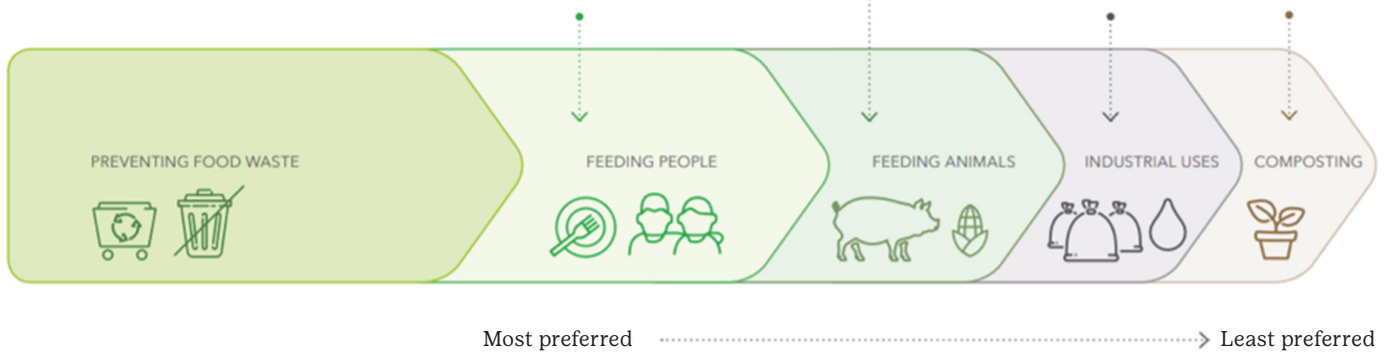 PREVENTING FOOD WASTE
FEEDING PEOPLE
FEEDING ANIMALS
INDUSTRIAL USES
COMPOSTING
Most preferred
Least preferred